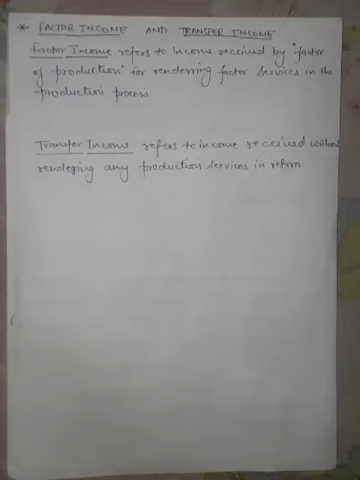 * FACTOR INCOME AND TRANSFER INCOME
Factor Income refers to income received by "factor
of production" for renderring factor services in the
production process
Transfer Income refers to income received without
rendering any production services in return.